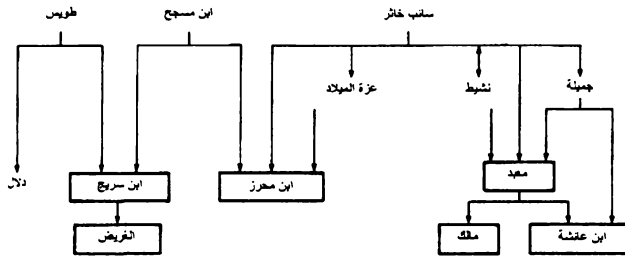 سائب خاثر
ابن مسجح
طويس
جميلة
نشيط
عزة الميلاد
معبد
ابن محرز
ابن سريج
دلال
ابن عائشة
مالك
الغريض